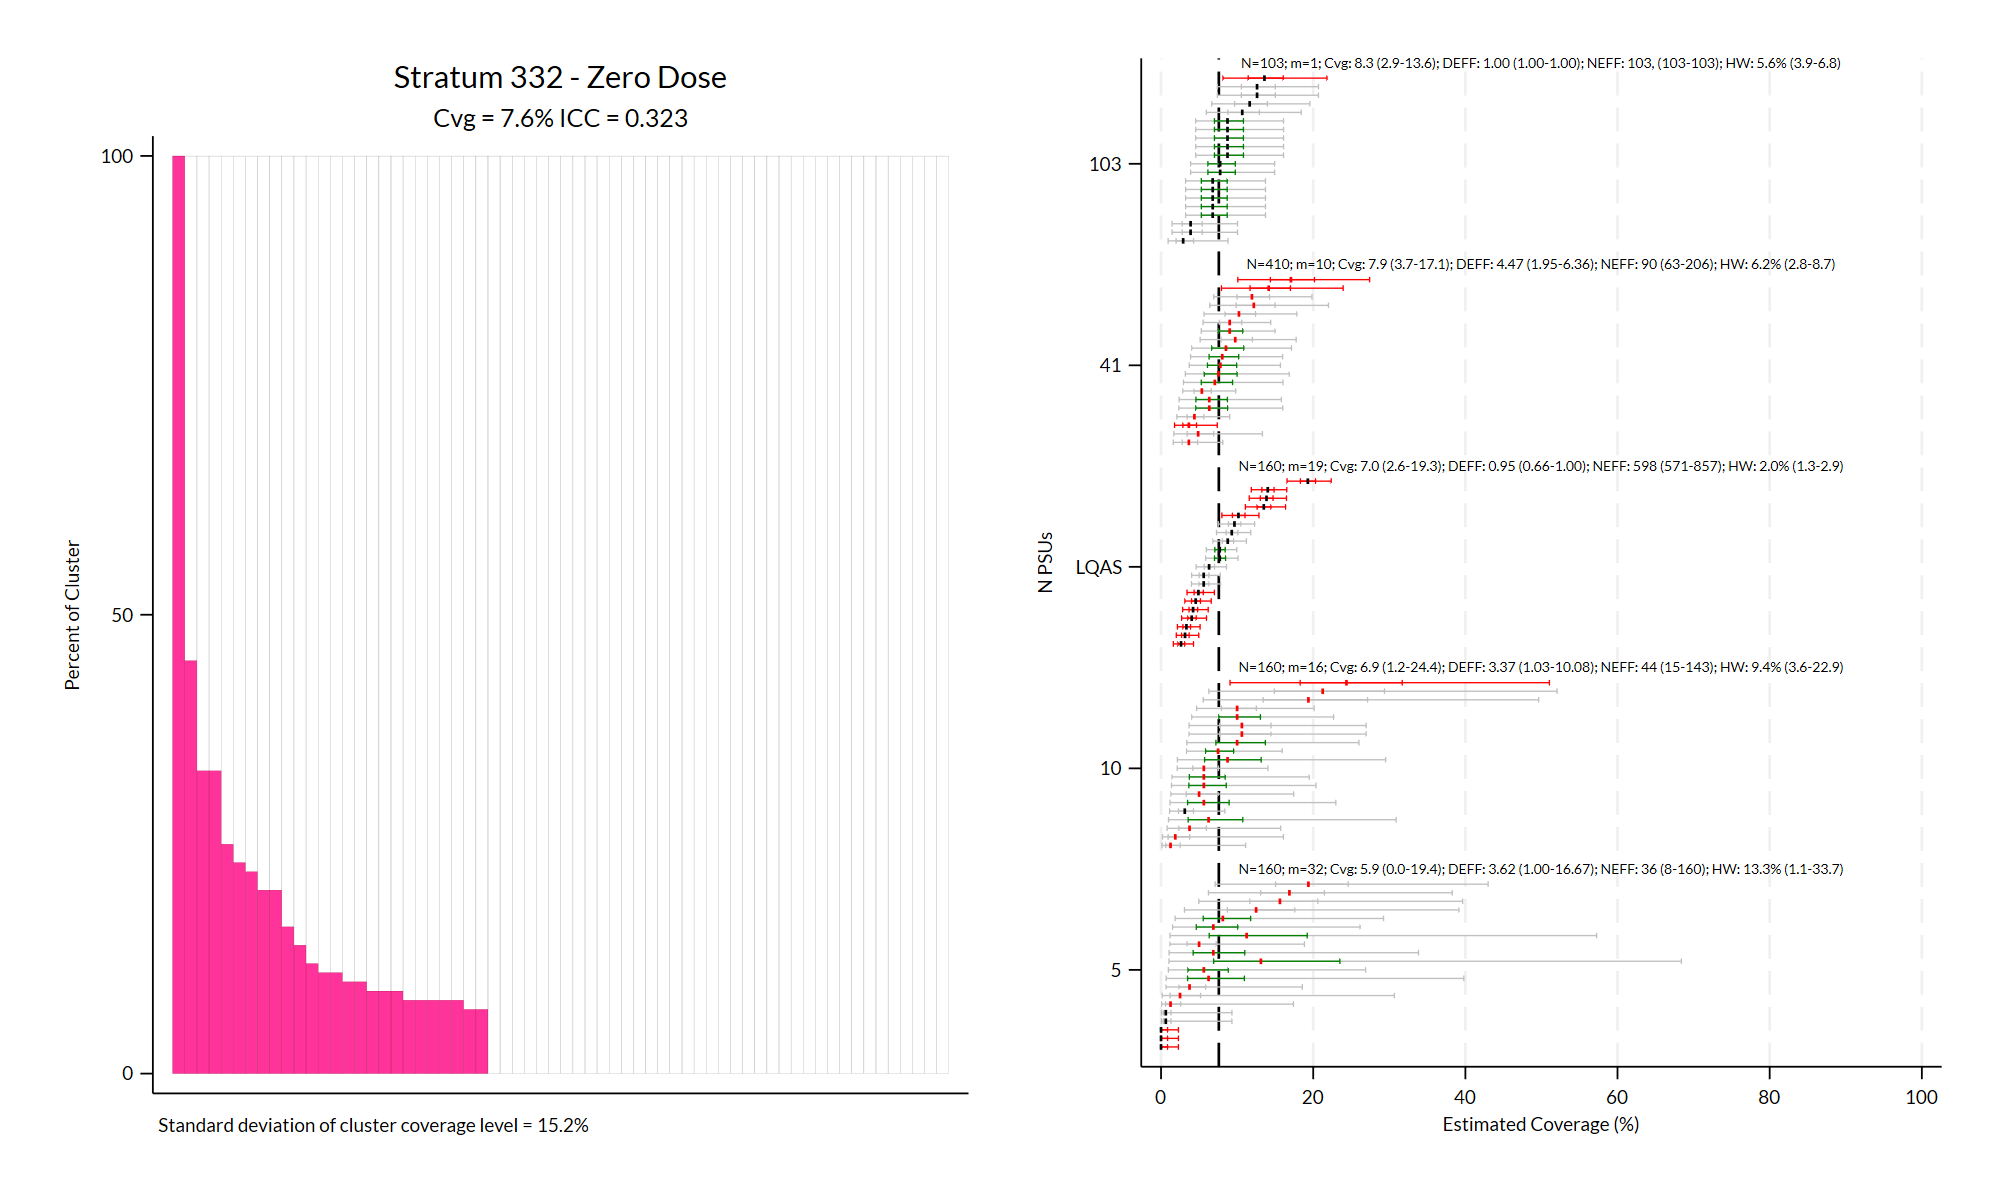 Stratum 332 - Zero Dose
Cvg = 7.6% ICC = 0.323
100
50
0
Percent of Cluster
Standard deviation of cluster coverage level = 15.2%
N=103; m=1; Cvg: 8.3 (2.9-13.6); DEFF: 1.00 (1.00-1.00); NEFF: 103, (103-103); HW: 5.6% (3.9-6.8)
103
N=410; m=10; Cvg: 7.9 (3.7-17.1); DEFF: 4.47 (1.95-6.36); NEFF: 90 (63-206); HW: 6.2% (2.8-8.7)
41
N=160; m=19; Cvg: 7.0 (2.6-19.3); DEFF: 0.95 (0.66-1.00); NEFF: 598 (571-857); HW: 2.0% (1.3-2.9)
LQAS
N=160; m=16; Cvg: 6.9 (1.2-24.4); DEFF: 3.37 (1.03-10.08); NEFF: 44 (15-143); HW: 9.4% (3.6-22.9)
10
N=160; m=32; Cvg: 5.9 (0.0-19.4); DEFF: 3.62 (1.00-16.67); NEFF: 36 (8-160); HW: 13.3% (1.1-33.7)
5
N PSUs
0 20 40 60 80 100
Estimated Coverage (%)